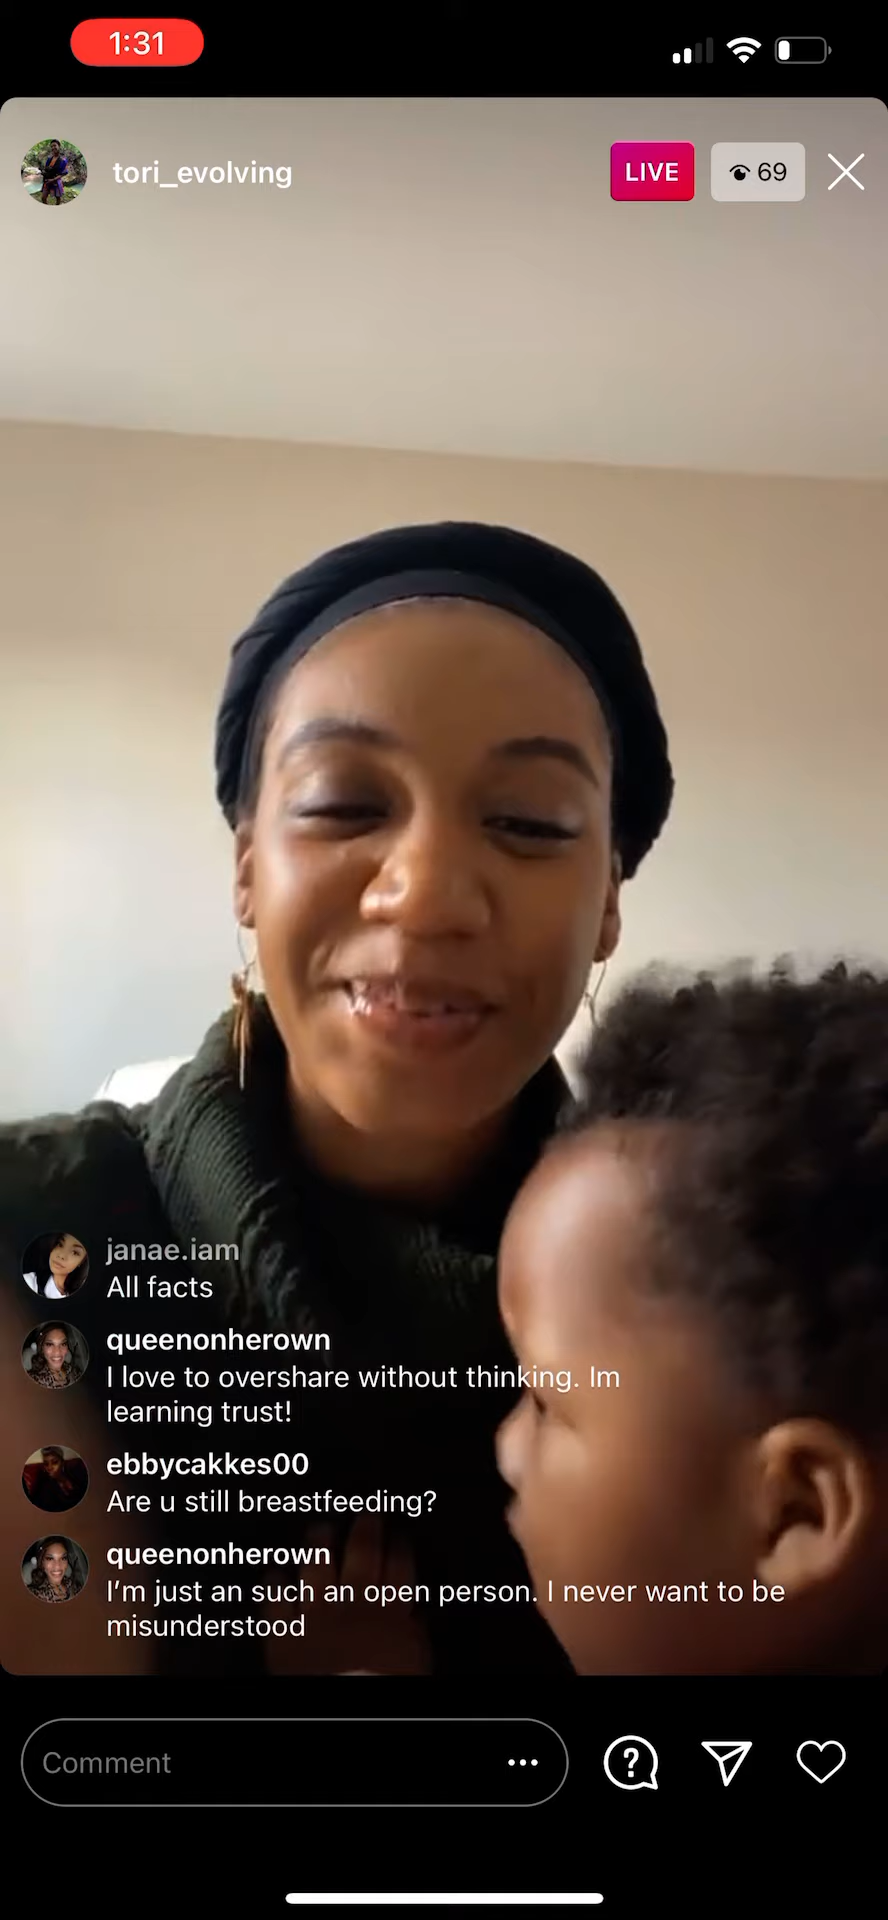 1:31
tori_evolving
LIVE
69
janae.iam
All facts
queenonherown
I love to overshare without thinking. Im
learning trust!
ebbycakkes00
Are u still breastfeeding?
queenonherown
I’m just an such an open person. I never want to be
misunderstood
Comment